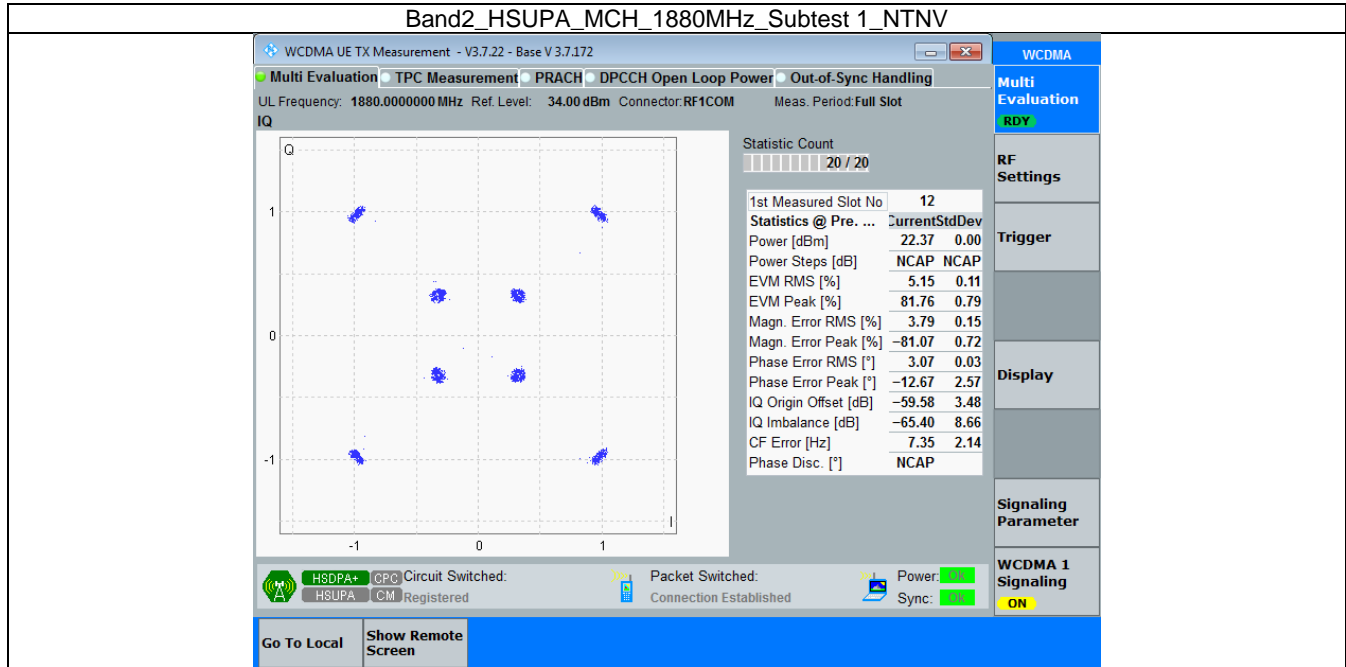 Band2_HSUPA_MCH_1880MHz_Subtest 1_NTNV
WCDMA UE TX Measurement - V3.7.22 - Base V 3.7.172
WCDMA
Multi Evaluation TPC Measurement PRACH DPCCH Open Loop Power Out-of-Sync Handling
UL Frequency: 1880.0000000 MHz Ref. Level: 34.00 dBm Connector:RF1COM Meas. Period:Full Slot
IQ
Q
1
0
-1
I
-1 0 1
Statistic Count
20 / 20
1st Measured Slot No 12
Statistics @ Pre. ... Current StdDev
Power [dBm] 22.37 0.00
Power Steps [dB] NCAP NCAP
EVM RMS [%] 5.15 0.11
EVM Peak [%] 81.76 0.79
Magn. Error RMS [%] 3.79 0.15
Magn. Error Peak [%] −81.07 0.72
Phase Error RMS [°] 3.07 0.03
Phase Error Peak [°] −12.67 2.57
IQ Origin Offset [dB] −59.58 3.48
IQ Imbalance [dB] −65.40 8.66
CF Error [Hz] 7.35 2.14
Phase Disc. [°] NCAP
Multi
Evaluation
RDY
RF
Settings
Trigger
Display
Signaling
Parameter
WCDMA 1
Signaling
ON
HSDPA+ CPC Circuit Switched: Packet Switched: Power: Ok
HSUPA CM Registered Connection Established Sync: Ok
Go To Local
Show Remote
Screen